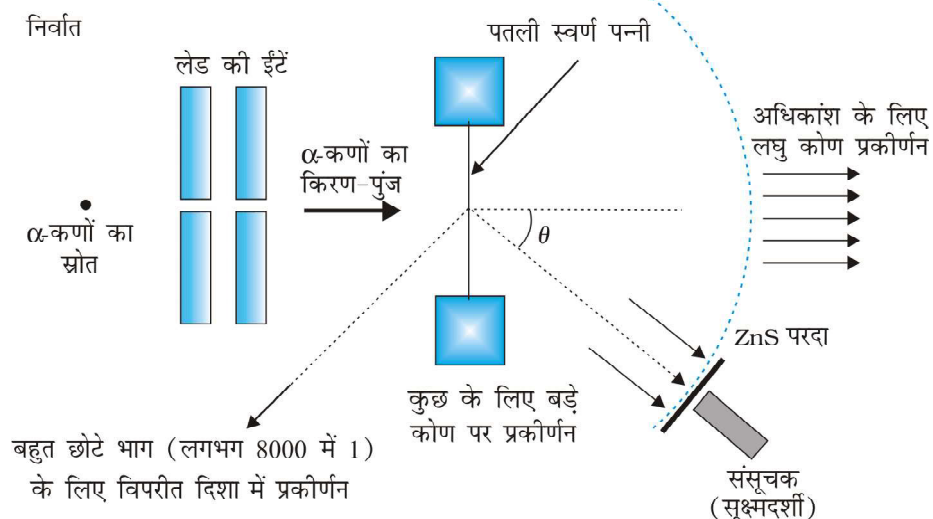 निर्वात
लेड की ईंटें
पतली स्वर्ण पन्नी
अधिकांश के लिए
लघु कोण प्रकीर्णन
α-कणों का
किरण-पुंज
α-कणों का
स्रोत
θ
ZnS परदा
कुछ के लिए बड़े
कोण पर प्रकीर्णन
बहुत छोटे भाग (लगभग 8000 में 1)
के लिए विपरीत दिशा में प्रकीर्णन
संसूचक
(सूक्ष्मदर्शी)